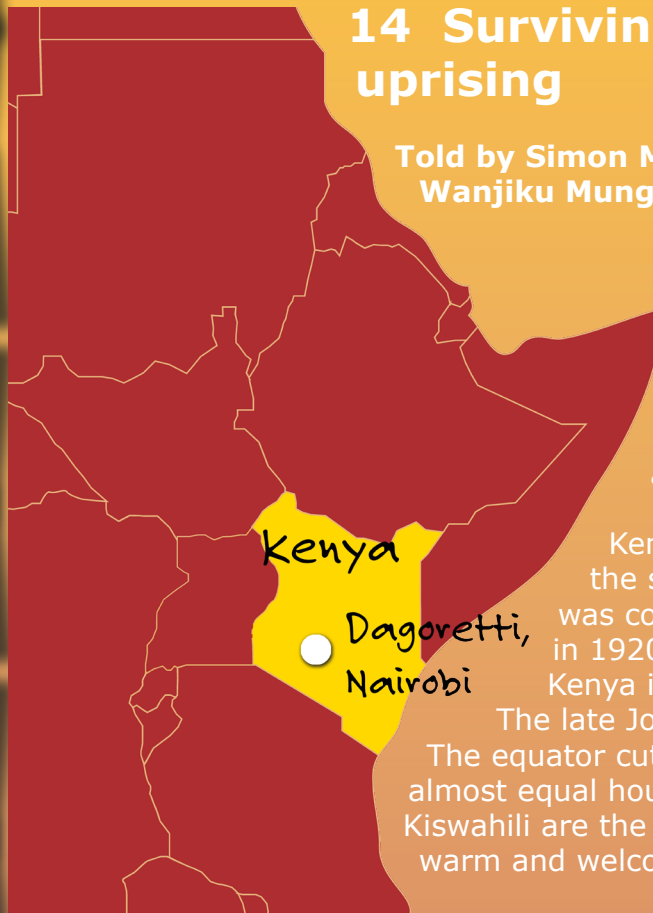 14 Survivin
uprising
Told by Simon M
Wanjiku Mung
Kenya
Dagoretti,
Nairobi
Ken
the s
was co
in 1920
Kenya i
The late Jo
The equator cut
almost equal hou
Kiswahili are the
warm and welco